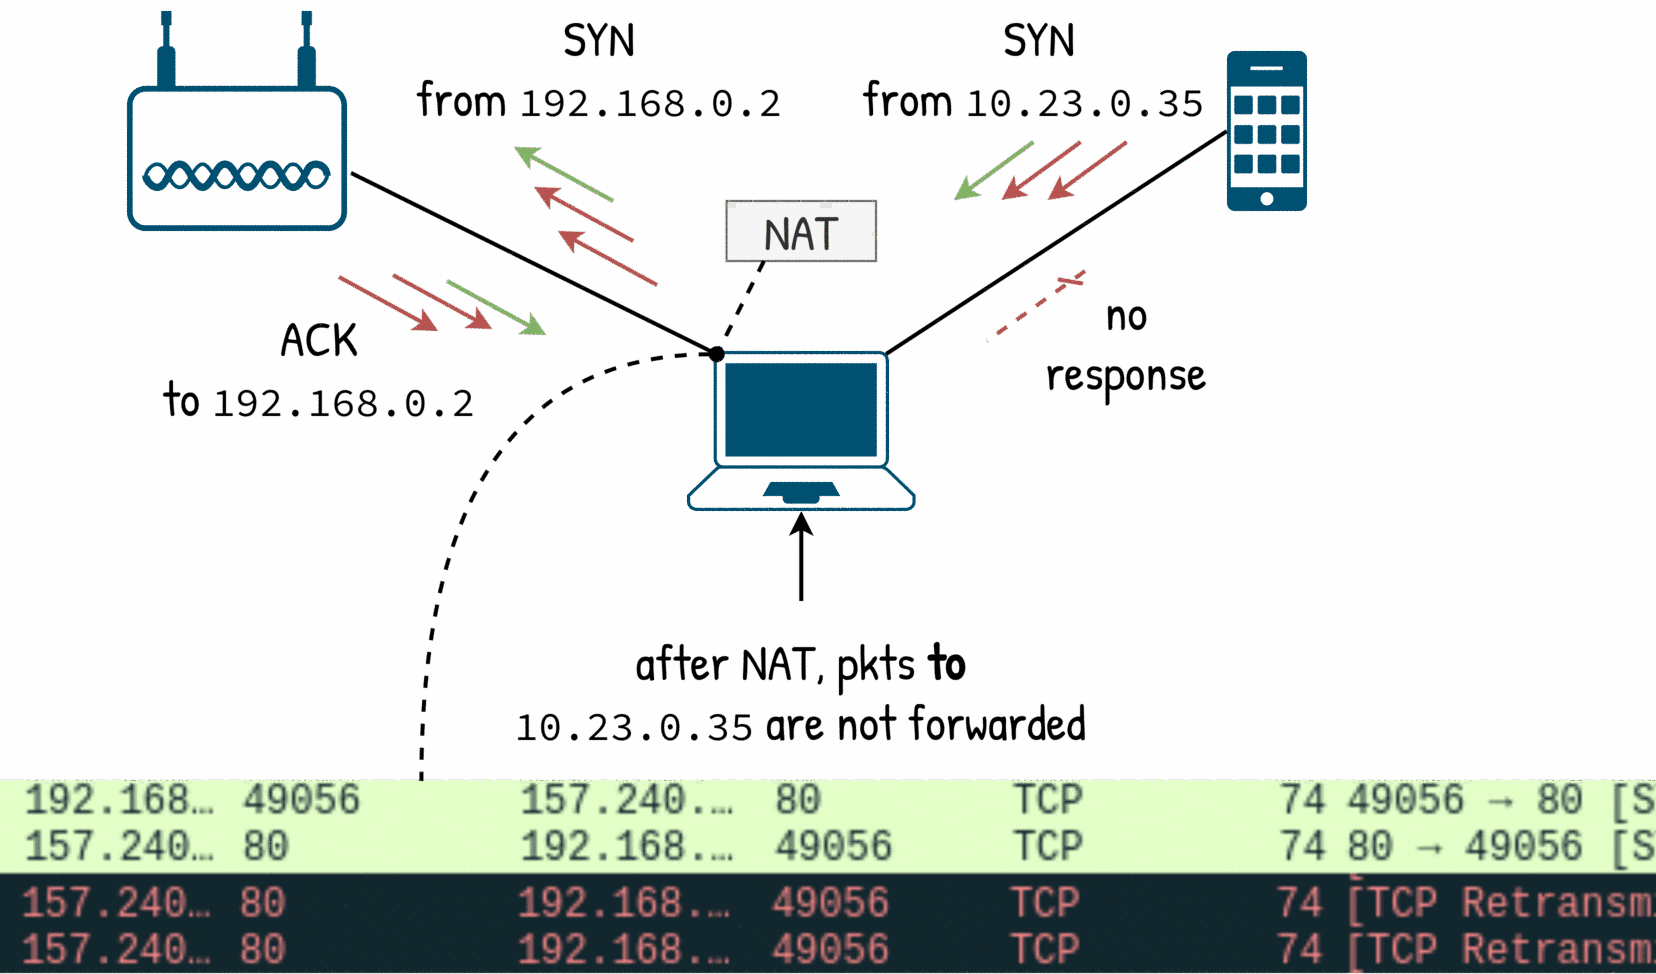 SYN
from 192.168.0.2
SYN
from 10.23.0.35
NAT
ACK
to 192.168.0.2
no
response
after NAT, pkts to
10.23.0.35 are not forwarded
192.168… 49056 157.240.… 80 TCP 74 49056 → 80 [S
157.240… 80 192.168.… 49056 TCP 74 80 → 49056 [S
157.240… 80 192.168.… 49056 TCP 74 [TCP Retransm
157.240… 80 192.168.… 49056 TCP 74 [TCP Retransm